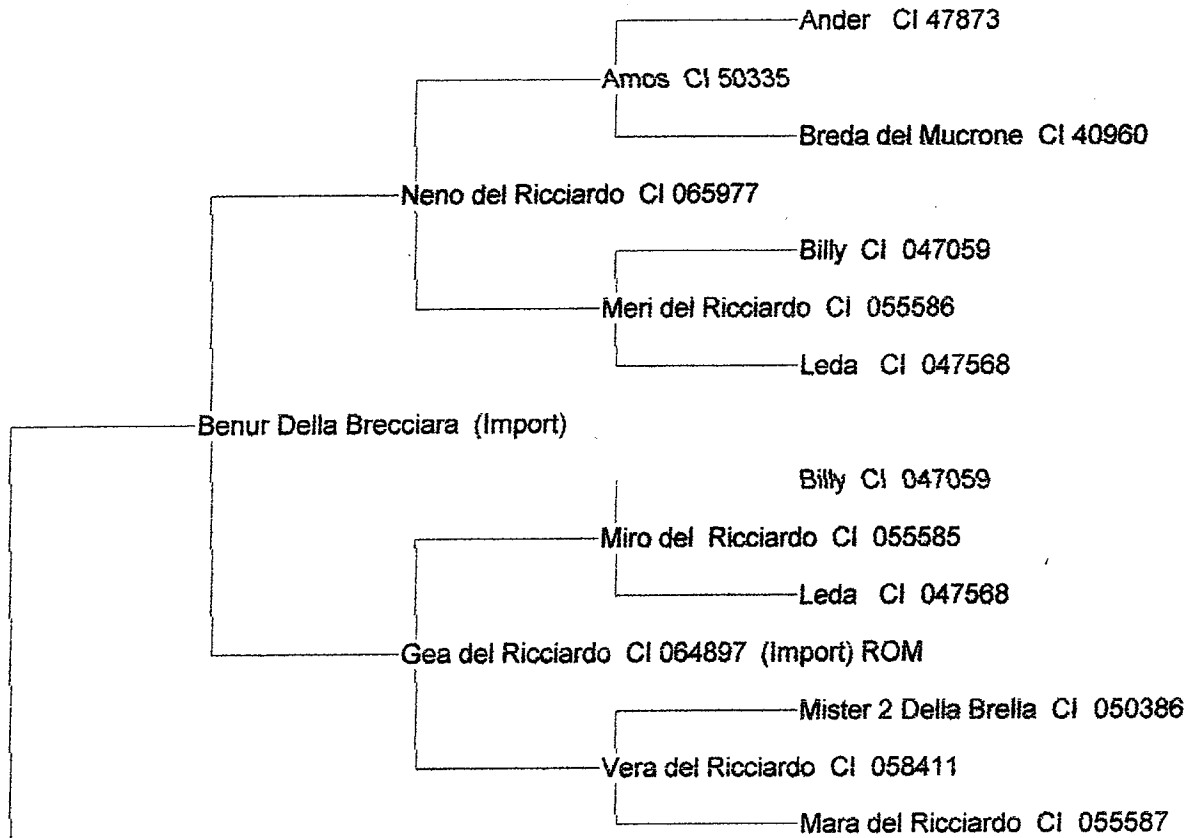 Ander CI 47873
Amos CI 50335
Breda del Mucrone CI 40960
Neno del Ricciardo CI 065977
Billy CI 047059
Meri del Ricciardo CI 055586
Leda CI 047568
Benur Della Brecciara (Import)
Billy CI 047059
Miro del Ricciardo CI 055585
Leda CI 047568
Gea del Ricciardo CI 064897 (Import) ROM
Mister 2 Della Brella CI 050386
Vera del Ricciardo CI 058411
Mara del Ricciardo CI 055587